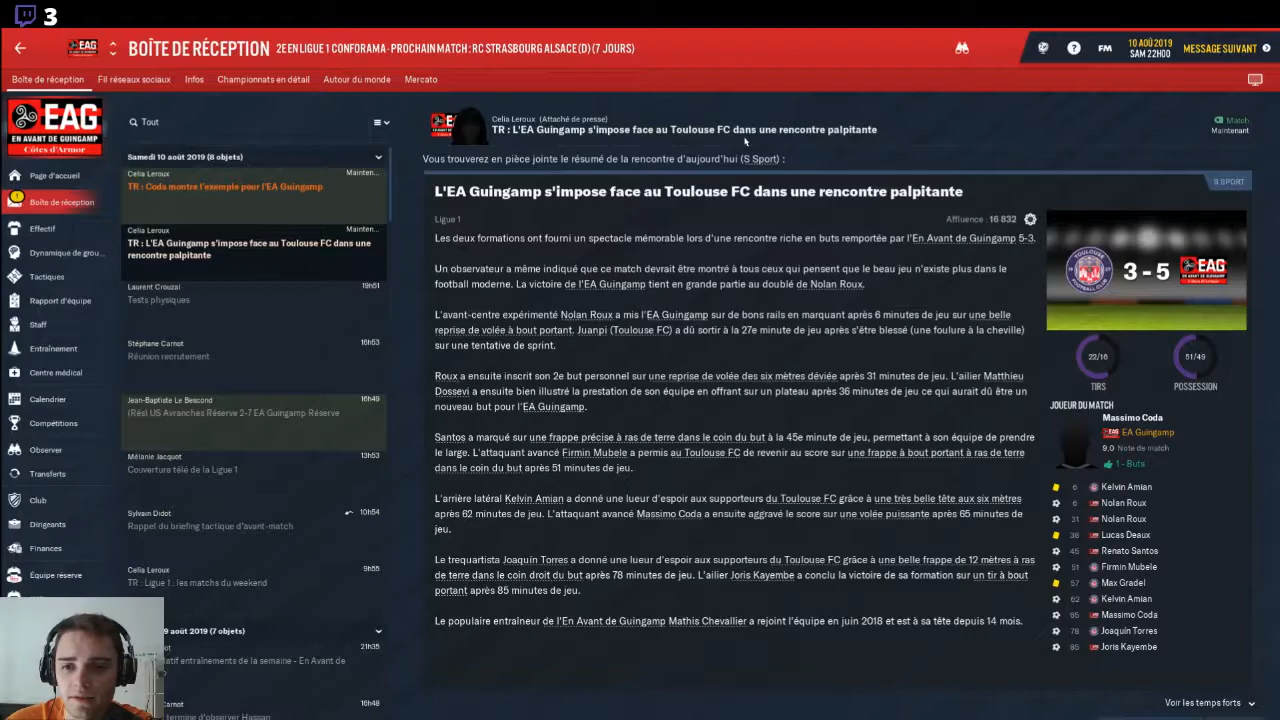 3
EAG
BOÎTE DE RÉCEPTION
2E EN LIGUE 1 CONFORAMA - PROCHAIN MATCH : RC STRASBOURG ALSACE (D) (7 JOURS)
?
FM
10 AOÛ 2019
SAM 22H00
MESSAGE SUIVANT
Boîte de réception
Fil réseaux sociaux
Infos
Championnats en détail
Autour du monde
Mercato
EAG
EN AVANT DE GUINGAMP
Côtes d'Armor
Page d'accueil
1
Boîte de réception
Effectif
Dynamique de grou...
Tactiques
Rapport d'équipe
Staff
Entraînement
Centre médical
Calendrier
Compétitions
Observer
Transferts
Club
Dirigeants
Finances
Équipe réserve
Tout
Samedi 10 août 2019 (8 objets)
Celia Leroux
Mainten...
TR : Coda montre l'exemple pour l'EA Guingamp
Celia Leroux
Mainten...
TR : L'EA Guingamp s'impose face au Toulouse FC dans une
rencontre palpitante
Laurent Crouzal
19h51
Tests physiques
Stéphane Carnot
16h53
Réunion recrutement
Jean-Baptiste Le Bescond
16h49
(Rés) US Avranches Réserve 2-7 EA Guingamp Réserve
Mélanie Jacquot
13h53
Couverture télé de la Ligue 1
Sylvain Didot
10h54
Rappel du briefing tactique d'avant-match
Celia Leroux
9h55
TR : Ligue 1 : les matchs du weekend
9 août 2019 (7 objets)
21h35
atif entraînements de la semaine - En Avant de
16h48
termine d'observer Hassan
Celia Leroux (Attaché de presse)
TR : L'EA Guingamp s'impose face au Toulouse FC dans une rencontre palpitante
Match
Maintenant
Vous trouverez en pièce jointe le résumé de la rencontre d'aujourd'hui (S Sport) :
S.SPORT
L'EA Guingamp s'impose face au Toulouse FC dans une rencontre palpitante
Ligue 1
Affluence : 16 832
Les deux formations ont fourni un spectacle mémorable lors d'une rencontre riche en buts remportée par l'En Avant de Guingamp 5-3.
Un observateur a même indiqué que ce match devrait être montré à tous ceux qui pensent que le beau jeu n'existe plus dans le
football moderne. La victoire de l'EA Guingamp tient en grande partie au doublé de Nolan Roux.
L'avant-centre expérimenté Nolan Roux a mis l'EA Guingamp sur de bons rails en marquant après 6 minutes de jeu sur une belle
reprise de volée à bout portant. Juanpi (Toulouse FC) a dû sortir à la 27e minute de jeu après s'être blessé (une foulure à la cheville)
sur une tentative de sprint.
Roux a ensuite inscrit son 2e but personnel sur une reprise de volée des six mètres déviée après 31 minutes de jeu. L'ailier Matthieu
Dossevi a ensuite bien illustré la prestation de son équipe en offrant sur un plateau après 36 minutes de jeu ce qui aurait dû être un
nouveau but pour l'EA Guingamp.
Santos a marqué sur une frappe précise à ras de terre dans le coin du but à la 45e minute de jeu, permettant à son équipe de prendre
le large. L'attaquant avancé Firmin Mubele a permis au Toulouse FC de revenir au score sur une frappe à bout portant à ras de terre
dans le coin du but après 51 minutes de jeu.
L'arrière latéral Kelvin Amian a donné une lueur d'espoir aux supporteurs du Toulouse FC grâce à une très belle tête aux six mètres
après 62 minutes de jeu. L'attaquant avancé Massimo Coda a ensuite aggravé le score sur une volée puissante après 65 minutes de
jeu.
Le trequartista Joaquín Torres a donné une lueur d'espoir aux supporteurs du Toulouse FC grâce à une belle frappe de 12 mètres à ras
de terre dans le coin droit du but après 78 minutes de jeu. L'ailier Joris Kayembe a conclu la victoire de sa formation sur un tir à bout
portant après 85 minutes de jeu.
Le populaire entraîneur de l'En Avant de Guingamp Mathis Chevallier a rejoint l'équipe en juin 2018 et est à sa tête depuis 14 mois.
3 - 5
22/16
TIRS
51/49
POSSESSION
JOUEUR DU MATCH
Massimo Coda
EA Guingamp
9.0 Note de match
1 - Buts
6 Kelvin Amian
6 Nolan Roux
31 Nolan Roux
38 Lucas Deaux
45 Renato Santos
51 Firmin Mubele
57 Max Gradel
62 Kelvin Amian
65 Massimo Coda
78 Joaquín Torres
85 Joris Kayembe
Voir les temps forts